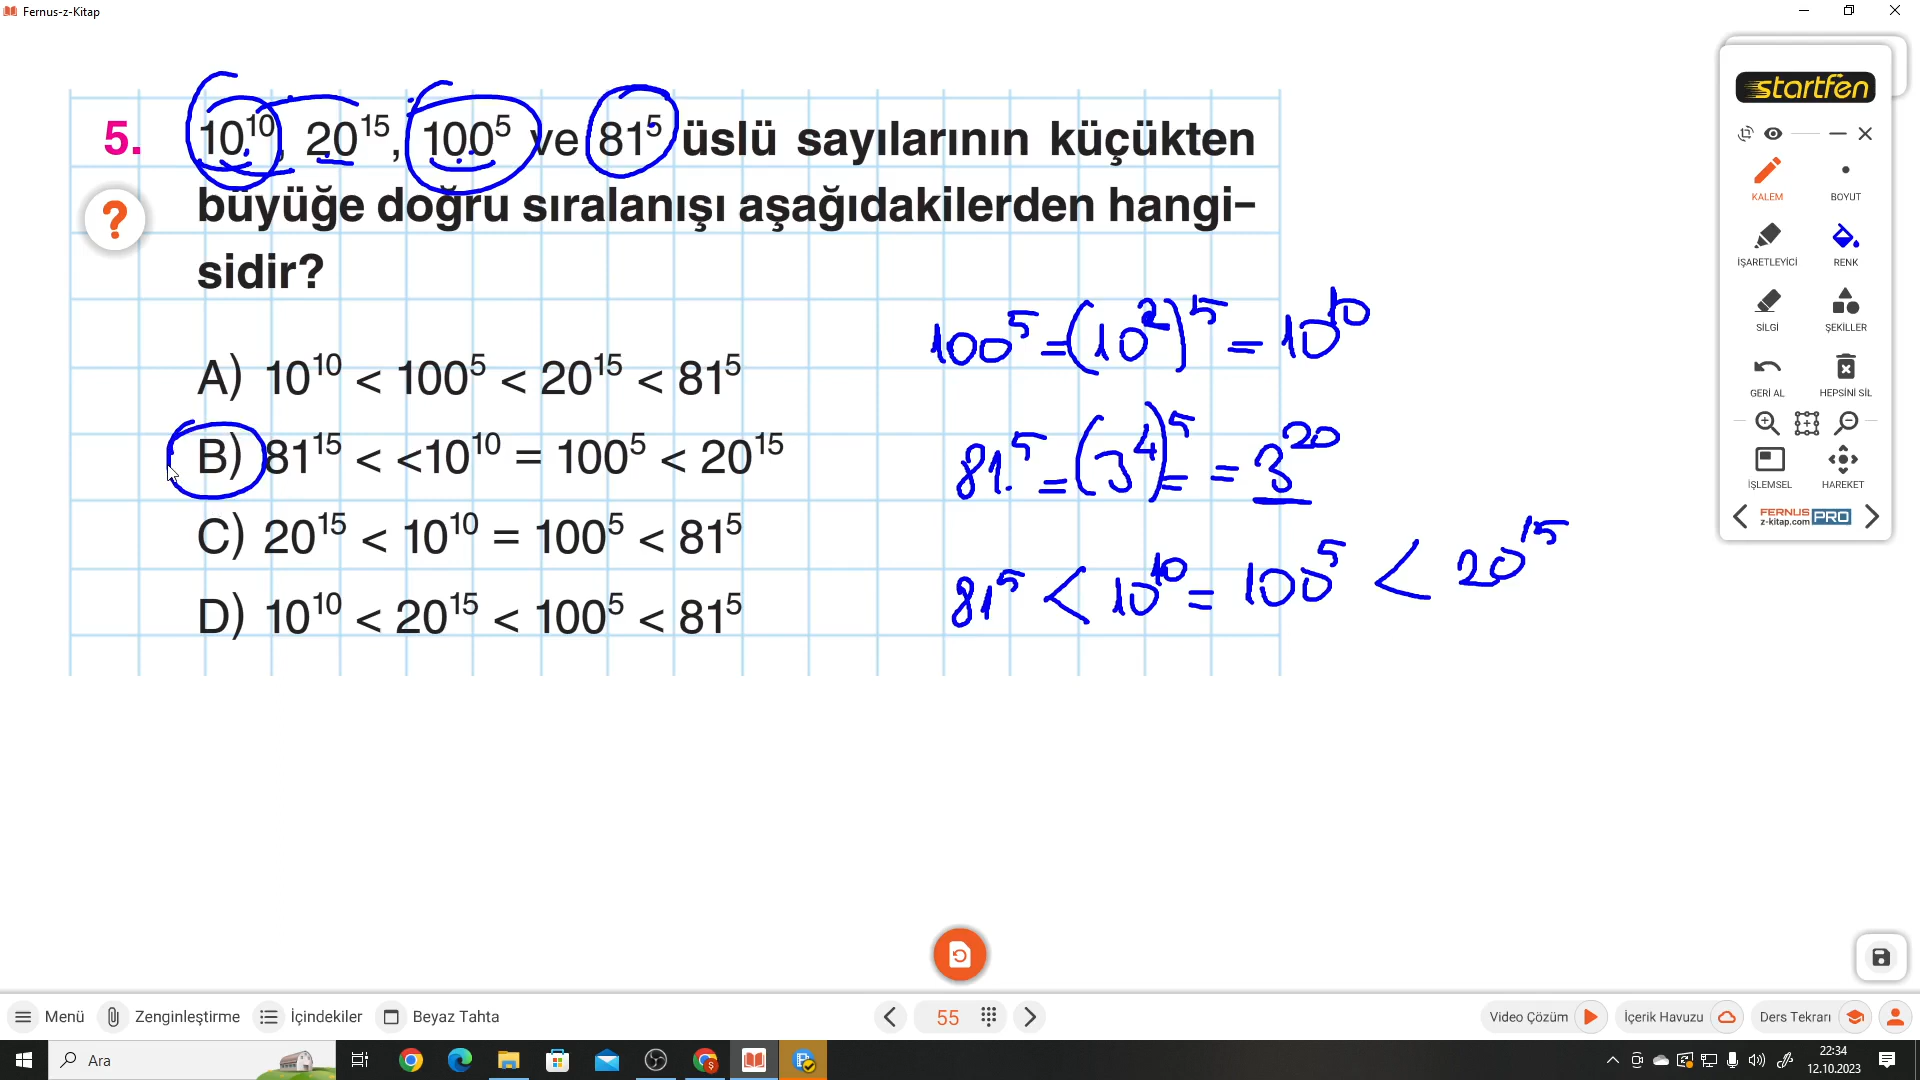 Fernus-z-Kitap
startfen
5. 10¹⁰, 20¹⁵, 100⁵ ve 81⁵ üslü sayılarının küçükten
büyüğe doğru sıralanışı aşağıdakilerden hangi-
sidir?
?
A) 10¹⁰ < 100⁵ < 20¹⁵ < 81⁵
B) 81¹⁵ < <10¹⁰ = 100⁵ < 20¹⁵
C) 20¹⁵ < 10¹⁰ = 100⁵ < 81⁵
D) 10¹⁰ < 20¹⁵ < 100⁵ < 81⁵
100⁵ = (10²)⁵ = 10¹⁰
81⁵ = (3⁴)⁵ = = 3²⁰
81⁵ < 10¹⁰ = 100⁵ < 20¹⁵
KALEM BOYUT
İŞARETLEYİCİ RENK
SİLGİ ŞEKİLLER
GERİ AL HEPSİNİ SİL
İŞLEMSEL HAREKET
FERNUS
z-kitap.com PRO
Menü Zenginleştirme İçindekiler Beyaz Tahta 55 Video Çözüm İçerik Havuzu Ders Tekrarı
Ara
22:34
12.10.2023